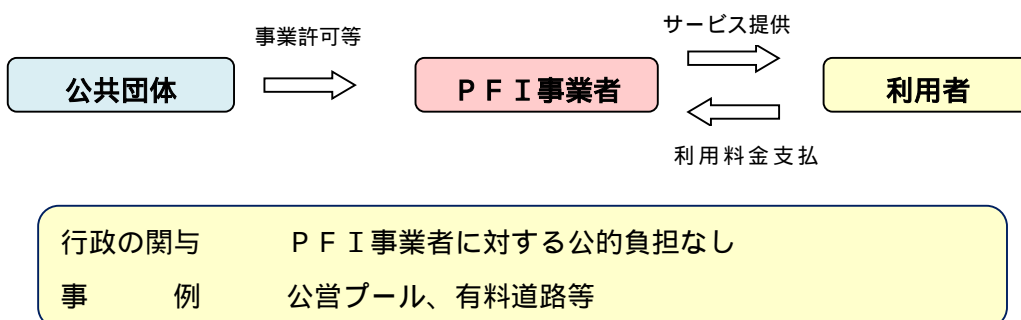 事業許可等
サービス提供
公共団体
ＰＦＩ事業者
利用者
利用料金支払
行政の関与　　ＰＦＩ事業者に対する公的負担なし
事　　例　　公営プール、有料道路等